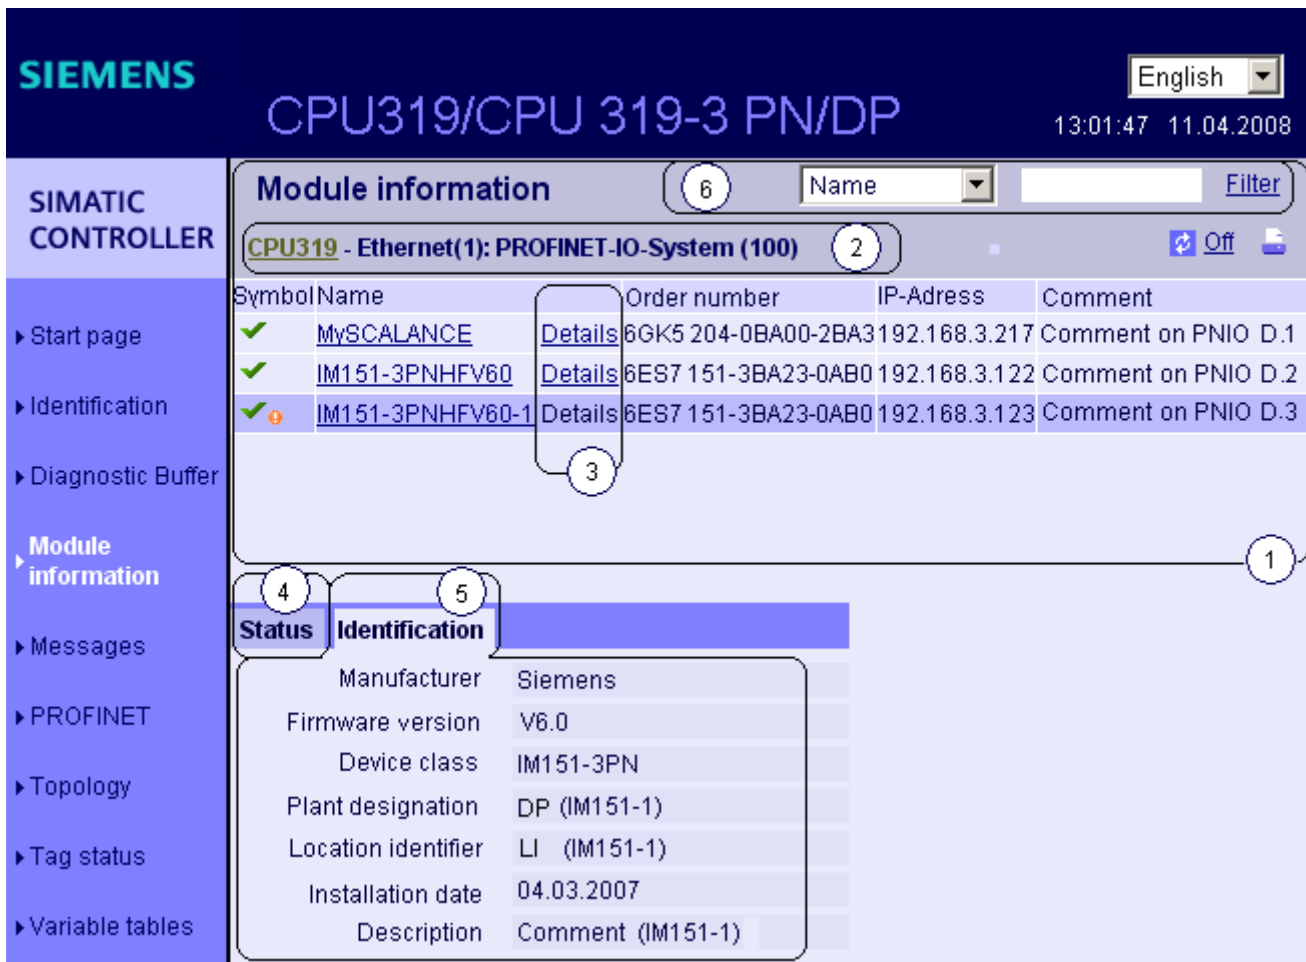 SIEMENS
English
CPU319/CPU 319-3 PN/DP
13:01:47 11.04.2008
SIMATIC
CONTROLLER
Start page
Identification
Diagnostic Buffer
Module
information
Messages
PROFINET
Topology
Tag status
Variable tables
Module information 6 Name Filter
CPU319 - Ethernet(1): PROFINET-IO-System (100) 2 Off
Symbol Name Order number IP-Adress Comment
MySCALANCE Details 6GK5 204-0BA00-2BA3 192.168.3.217 Comment on PNIO D.1
IM151-3PNHFV60 Details 6ES7 151-3BA23-0AB0 192.168.3.122 Comment on PNIO D.2
IM151-3PNHFV60-1 Details 6ES7 151-3BA23-0AB0 192.168.3.123 Comment on PNIO D.3
3
1
4 5
Status Identification
Manufacturer Siemens
Firmware version V6.0
Device class IM151-3PN
Plant designation DP (IM151-1)
Location identifier LI (IM151-1)
Installation date 04.03.2007
Description Comment (IM151-1)